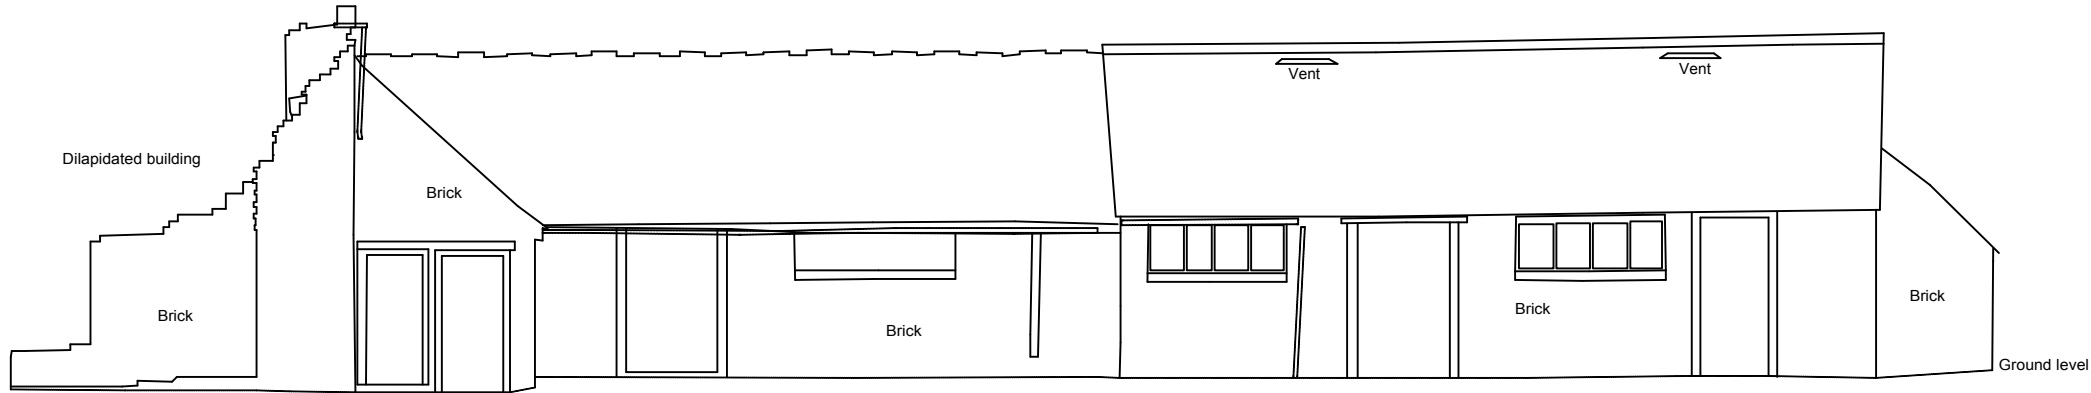 Vent
Vent
Dilapidated building
Brick
Brick
Brick
Brick
Brick
Ground level